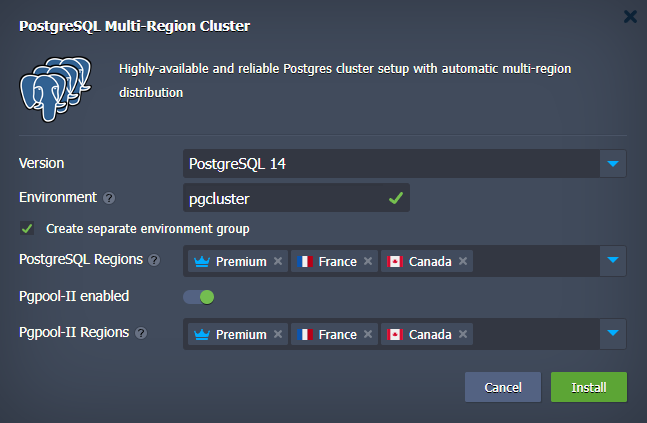 PostgreSQL Multi-Region Cluster
Highly-available and reliable Postgres cluster setup with automatic multi-region
distribution
Version PostgreSQL 14
Environment ? pgcluster
Create separate environment group
PostgreSQL Regions ? Premium × France × Canada ×
Pgpool-II enabled
Pgpool-II Regions ? Premium × France × Canada ×
Cancel Install